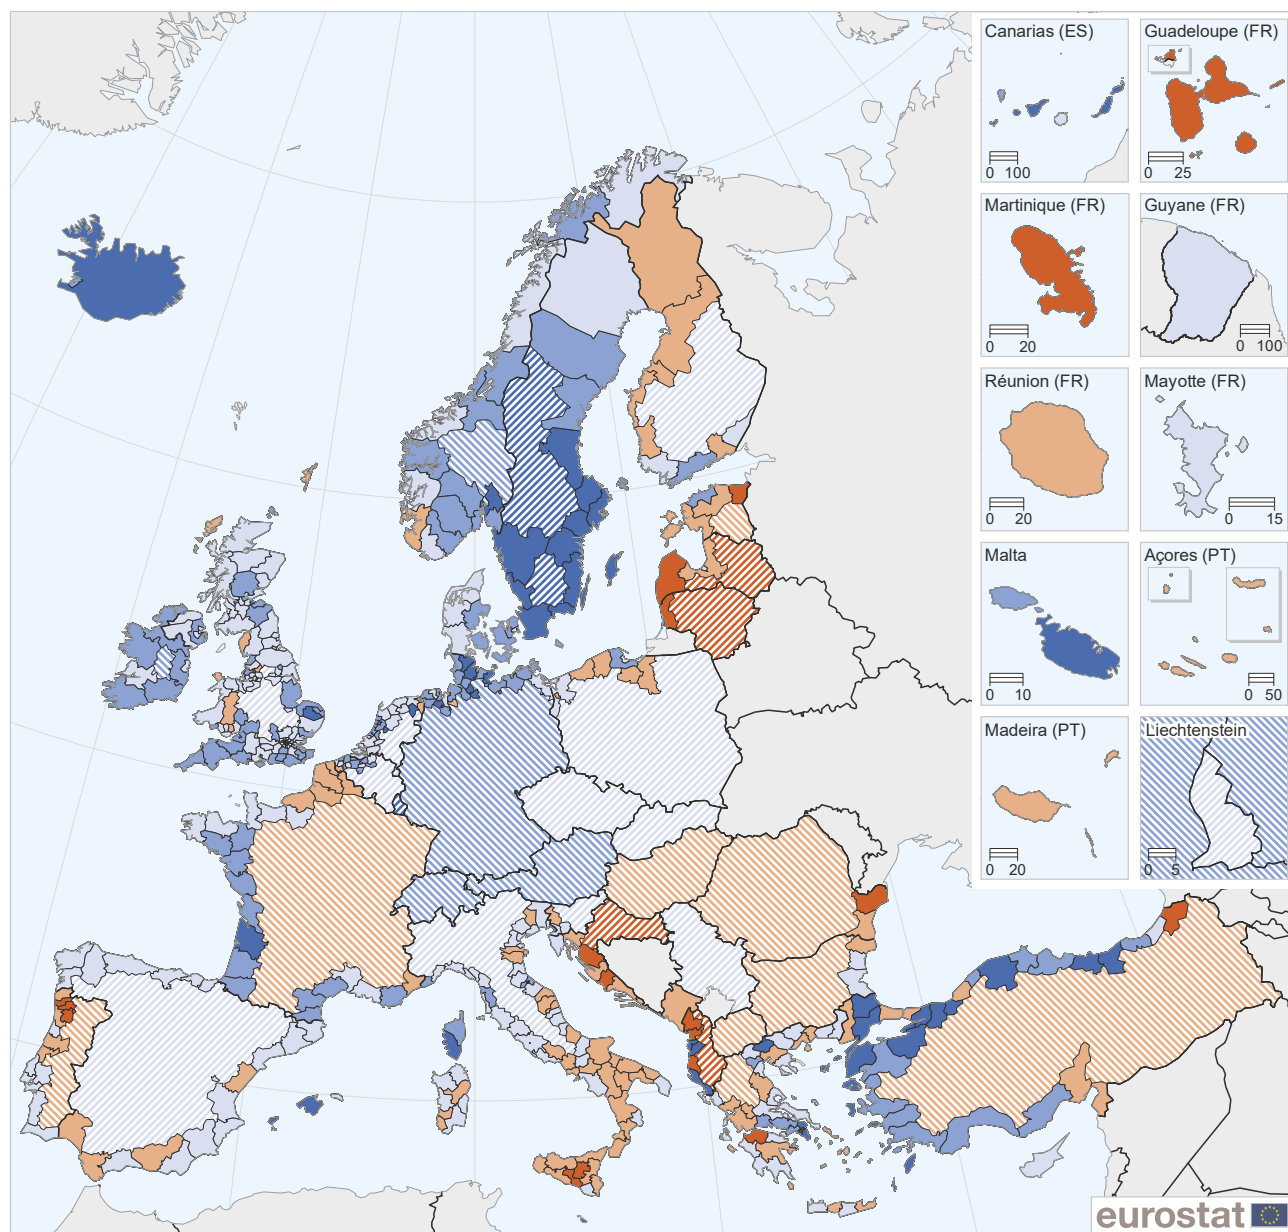 Canarias (ES)
0 100
Guadeloupe (FR)
0 25
Martinique (FR)
0 20
Guyane (FR)
0 100
Réunion (FR)
0 20
Mayotte (FR)
0 15
Malta
0 10
Açores (PT)
0 50
Madeira (PT)
0 20
Liechtenstein
0 5
eurostat